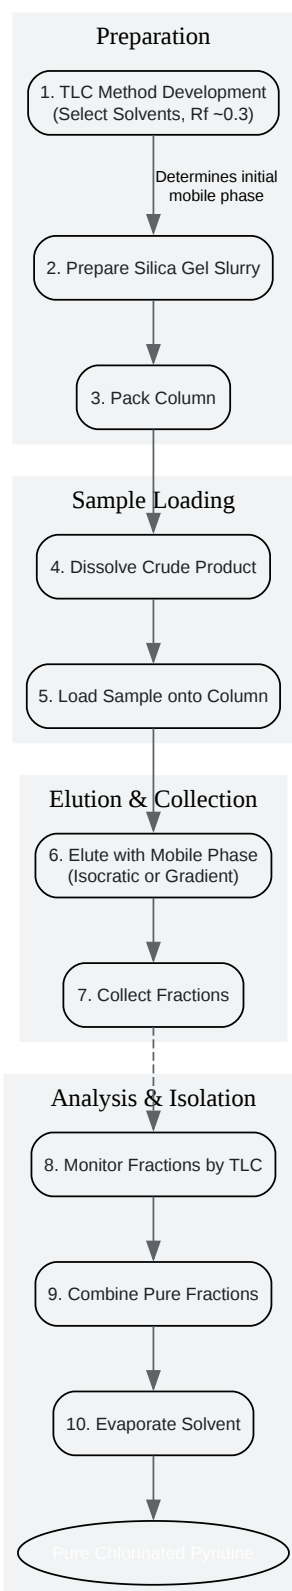 Preparation
1. TLC Method Development
(Select Solvents, Rf ~0.3)
Determines initial
mobile phase
2. Prepare Silica Gel Slurry
3. Pack Column
Sample Loading
4. Dissolve Crude Product
5. Load Sample onto Column
Elution & Collection
6. Elute with Mobile Phase
(Isocratic or Gradient)
7. Collect Fractions
Analysis & Isolation
8. Monitor Fractions by TLC
9. Combine Pure Fractions
10. Evaporate Solvent
Pure Chlorinated Pyridine